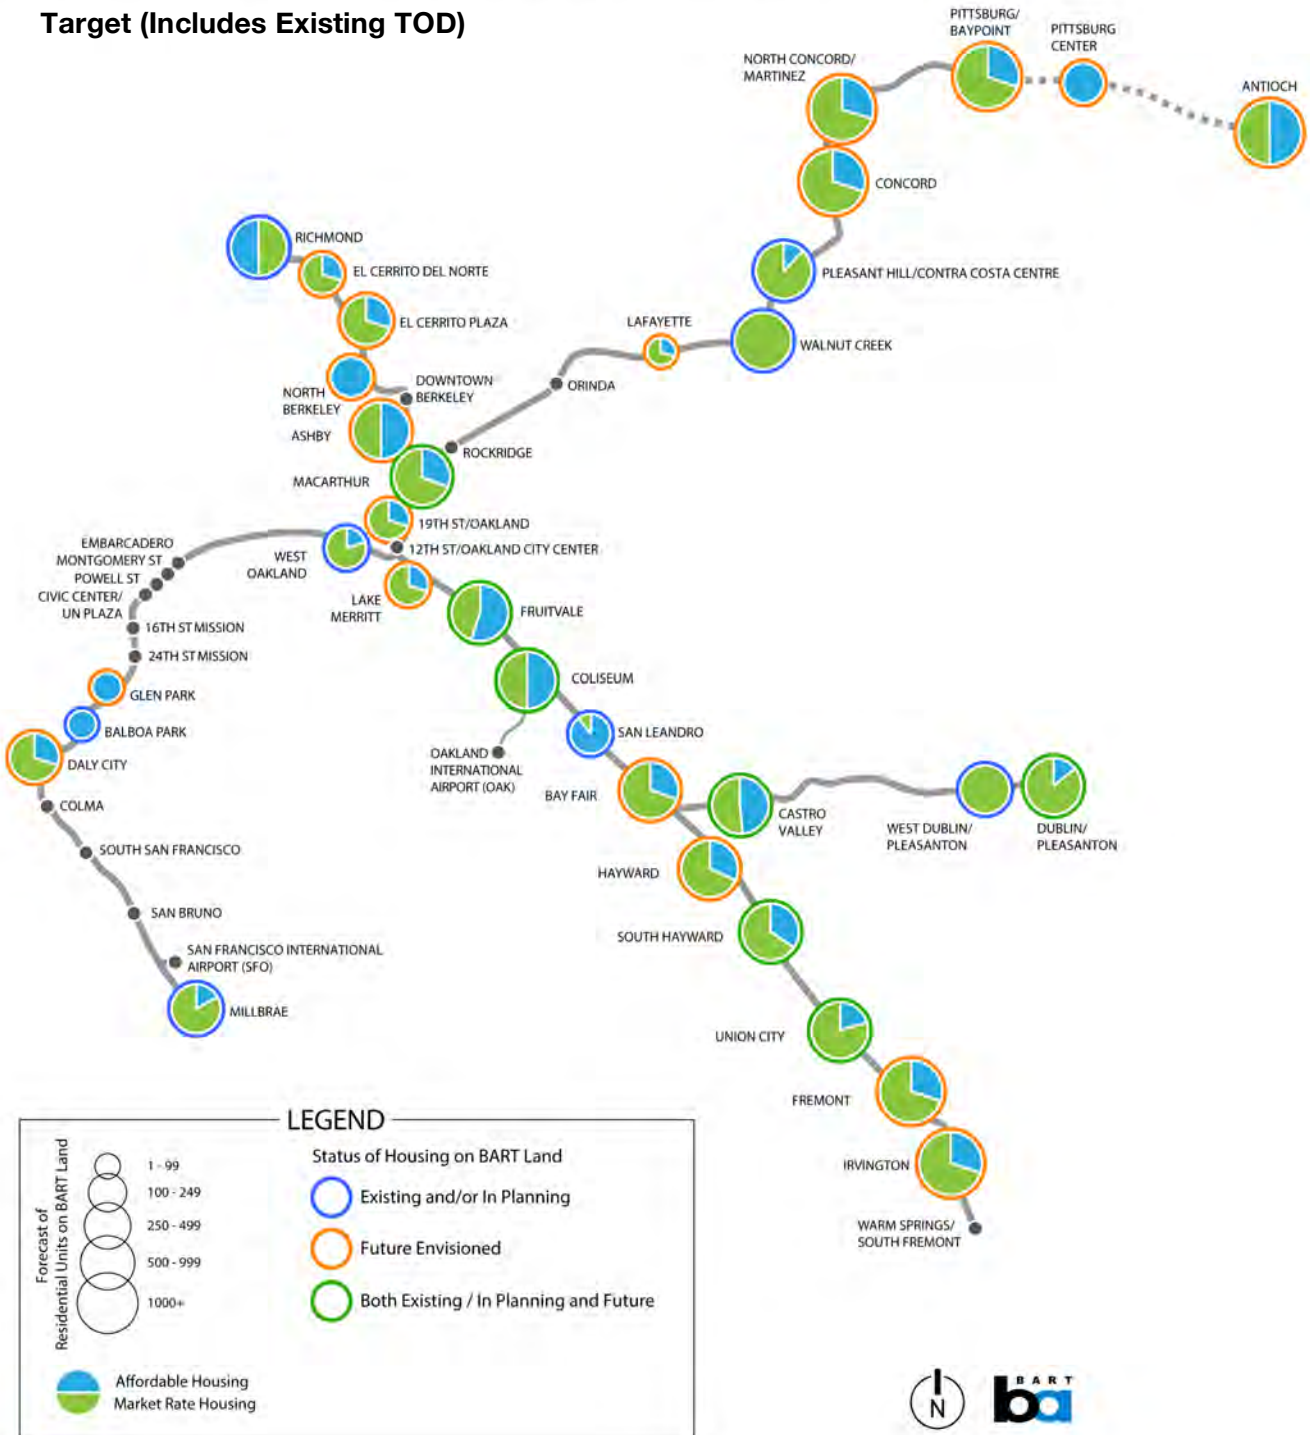 Target (Includes Existing TOD)
PITTSBURG/
BAYPOINT
PITTSBURG
CENTER
NORTH CONCORD/
MARTINEZ
ANTIOCH
CONCORD
RICHMOND
EL CERRITO DEL NORTE
PLEASANT HILL/CONTRA COSTA CENTRE
EL CERRITO PLAZA
LAFAYETTE
WALNUT CREEK
NORTH
BERKELEY
DOWNTOWN
BERKELEY
ORINDA
ASHBY
ROCKRIDGE
MACARTHUR
19TH ST/OAKLAND
12TH ST/OAKLAND CITY CENTER
WEST
OAKLAND
EMBARCADERO
MONTGOMERY ST
POWELL ST
CIVIC CENTER/
UN PLAZA
16TH ST MISSION
24TH ST MISSION
LAKE
MERRITT
FRUITVALE
COLISEUM
GLEN PARK
BALBOA PARK
DALY CITY
SAN LEANDRO
OAKLAND
INTERNATIONAL
AIRPORT (OAK)
BAY FAIR
CASTRO
VALLEY
WEST DUBLIN/
PLEASANTON
DUBLIN/
PLEASANTON
COLMA
SOUTH SAN FRANCISCO
HAYWARD
SAN BRUNO
SOUTH HAYWARD
SAN FRANCISCO INTERNATIONAL
AIRPORT (SFO)
MILLBRAE
UNION CITY
FREMONT
IRVINGTON
WARM SPRINGS/
SOUTH FREMONT
LEGEND
Forecast of
Residential Units on BART Land
1 - 99
100 - 249
250 - 499
500 - 999
1000+
Status of Housing on BART Land
Existing and/or In Planning
Future Envisioned
Both Existing / In Planning and Future
Affordable Housing
Market Rate Housing
N
BART
ba